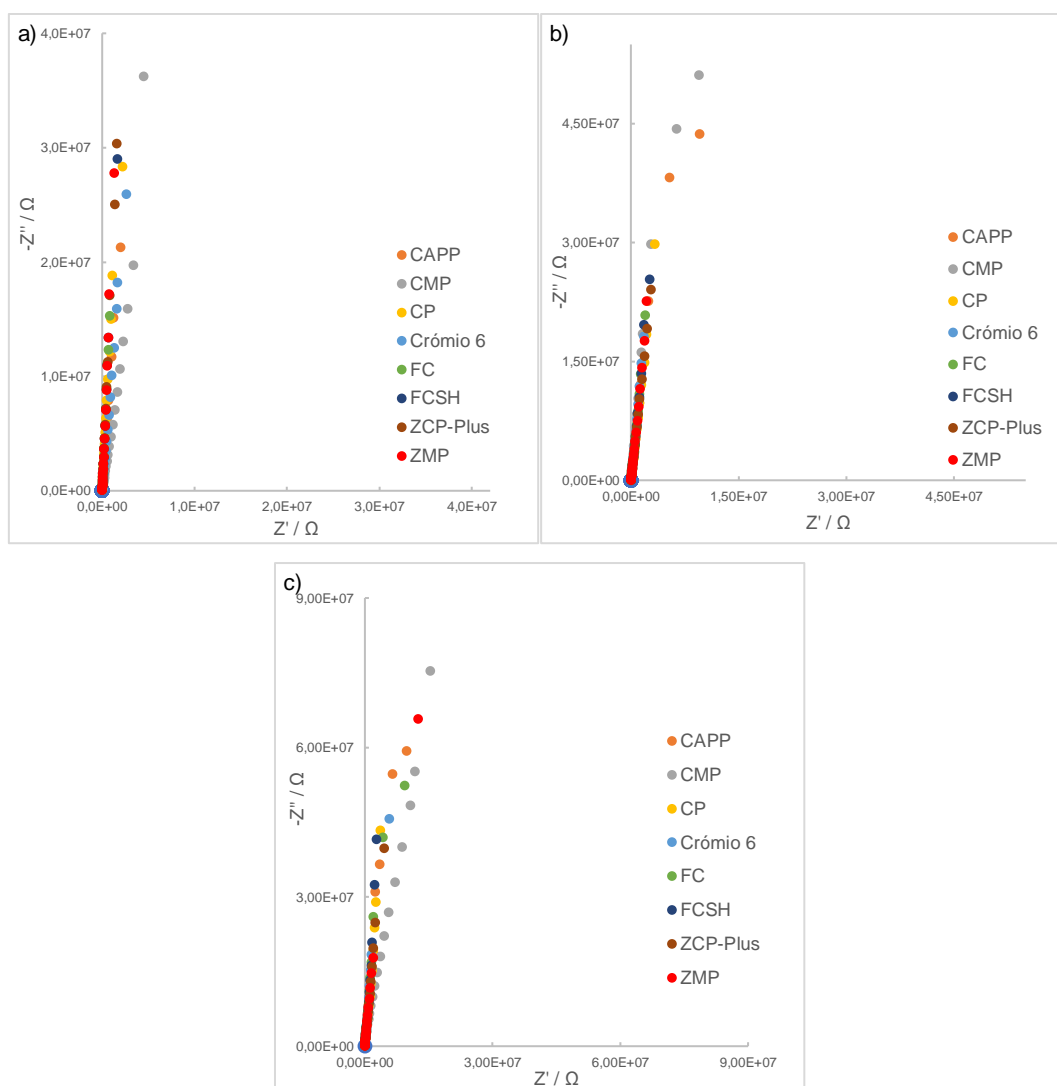 a)
4,0E+07
3,0E+07
2,0E+07
1,0E+07
0,0E+00
-Z'' / Ω
0,0E+00 1,0E+07 2,0E+07 3,0E+07 4,0E+07
Z' / Ω
CAPP
CMP
CP
Crómio 6
FC
FCSH
ZCP-Plus
ZMP
b)
4,50E+07
3,00E+07
1,50E+07
0,00E+00
-Z'' / Ω
0,00E+00 1,50E+07 3,00E+07 4,50E+07
Z' / Ω
CAPP
CMP
CP
Crómio 6
FC
FCSH
ZCP-Plus
ZMP
c)
9,00E+07
6,00E+07
3,00E+07
0,00E+00
-Z'' / Ω
0,00E+00 3,00E+07 6,00E+07 9,00E+07
Z' / Ω
CAPP
CMP
CP
Crómio 6
FC
FCSH
ZCP-Plus
ZMP